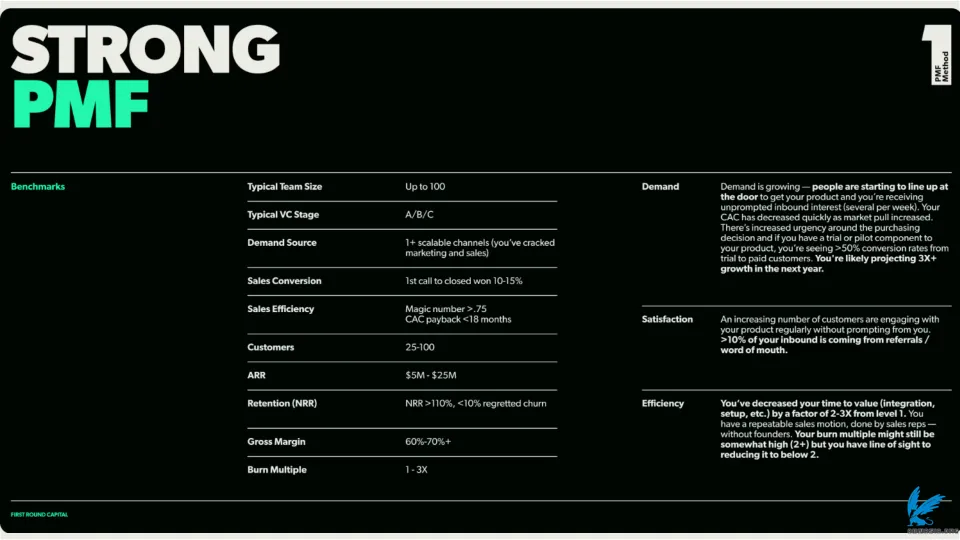 STRONG
PMF
1
PMF
Method
Benchmarks
Typical Team Size
Up to 100
Typical VC Stage
A/B/C
Demand Source
1+ scalable channels (you've cracked
marketing and sales)
Sales Conversion
1st call to closed won 10-15%
Sales Efficiency
Magic number >.75
CAC payback <18 months
Customers
25-100
ARR
$5M - $25M
Retention (NRR)
NRR >110%, <10% regretted churn
Gross Margin
60%-70%+
Burn Multiple
1 - 3X
Demand
Demand is growing — people are starting to line up at
the door to get your product and you're receiving
unprompted inbound interest (several per week). Your
CAC has decreased quickly as market pull increased.
There's increased urgency around the purchasing
decision and if you have a trial or pilot component to
your product, you're seeing >50% conversion rates from
trial to paid customers. You're likely projecting 3X+
growth in the next year.
Satisfaction
An increasing number of customers are engaging with
your product regularly without prompting from you.
>10% of your inbound is coming from referrals /
word of mouth.
Efficiency
You've decreased your time to value (integration,
setup, etc.) by a factor of 2-3X from level 1. You
have a repeatable sales motion, done by sales reps —
without founders. Your burn multiple might still be
somewhat high (2+) but you have line of sight to
reducing it to below 2.
FIRST ROUND CAPITAL